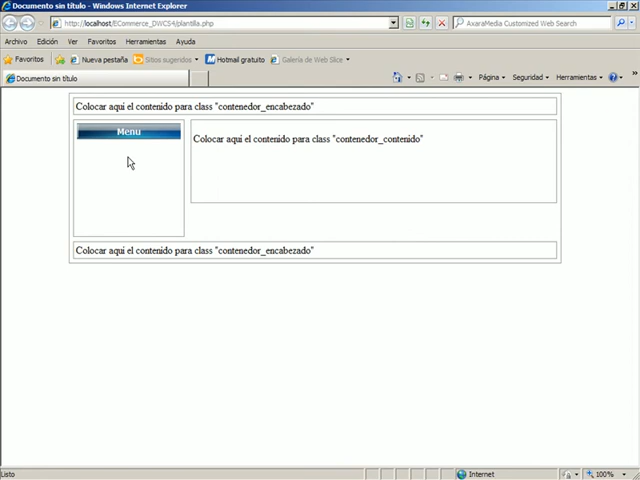 Documento sin título - Windows Internet Explorer
http://localhost/ECommerce_DWCS4/plantilla.php
AxaraMedia Customized Web Search
Archivo Edición Ver Favoritos Herramientas Ayuda
Favoritos Nueva pestaña Sitios sugeridos Hotmail gratuito Galería de Web Slice
Documento sin título
Página Seguridad Herramientas
Colocar aqui el contenido para class "contenedor_encabezado"
Menu
Colocar aqui el contenido para class "contenedor_contenido"
Colocar aqui el contenido para class "contenedor_encabezado"
Listo
Internet
100%